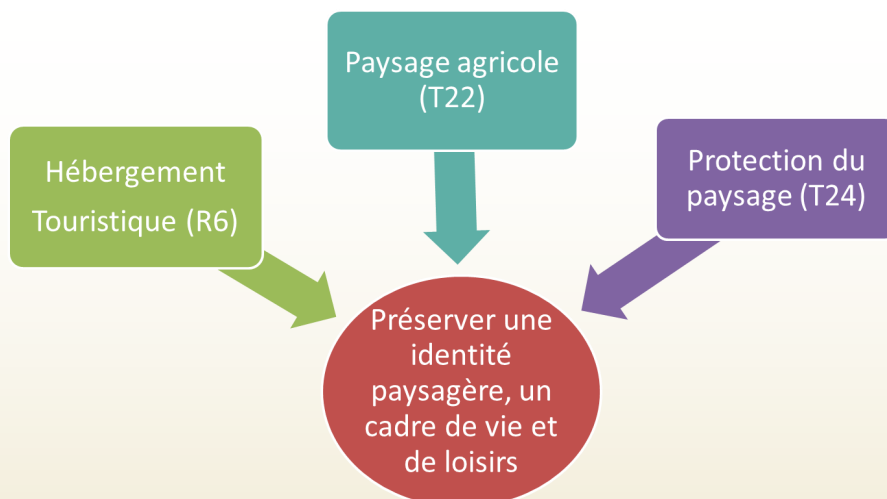 Paysage agricole
(T22)
Hébergement
Touristique (R6)
Protection du
paysage (T24)
Préserver une
identité
paysagère, un
cadre de vie et
de loisirs